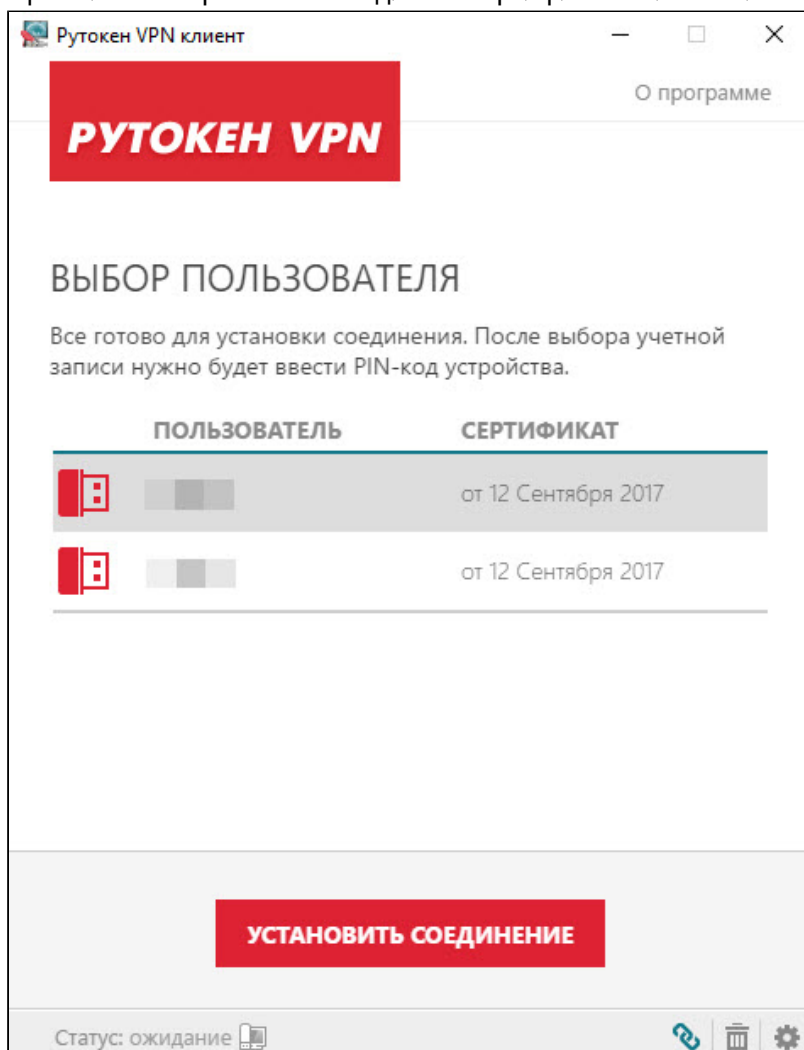 Рутокен VPN клиент
О программе
РУТОКЕН VPN
ВЫБОР ПОЛЬЗОВАТЕЛЯ
Все готово для установки соединения. После выбора учетной
записи нужно будет ввести PIN-код устройства.
ПОЛЬЗОВАТЕЛЬ СЕРТИФИКАТ
от 12 Сентября 2017
от 12 Сентября 2017
УСТАНОВИТЬ СОЕДИНЕНИЕ
Статус: ожидание